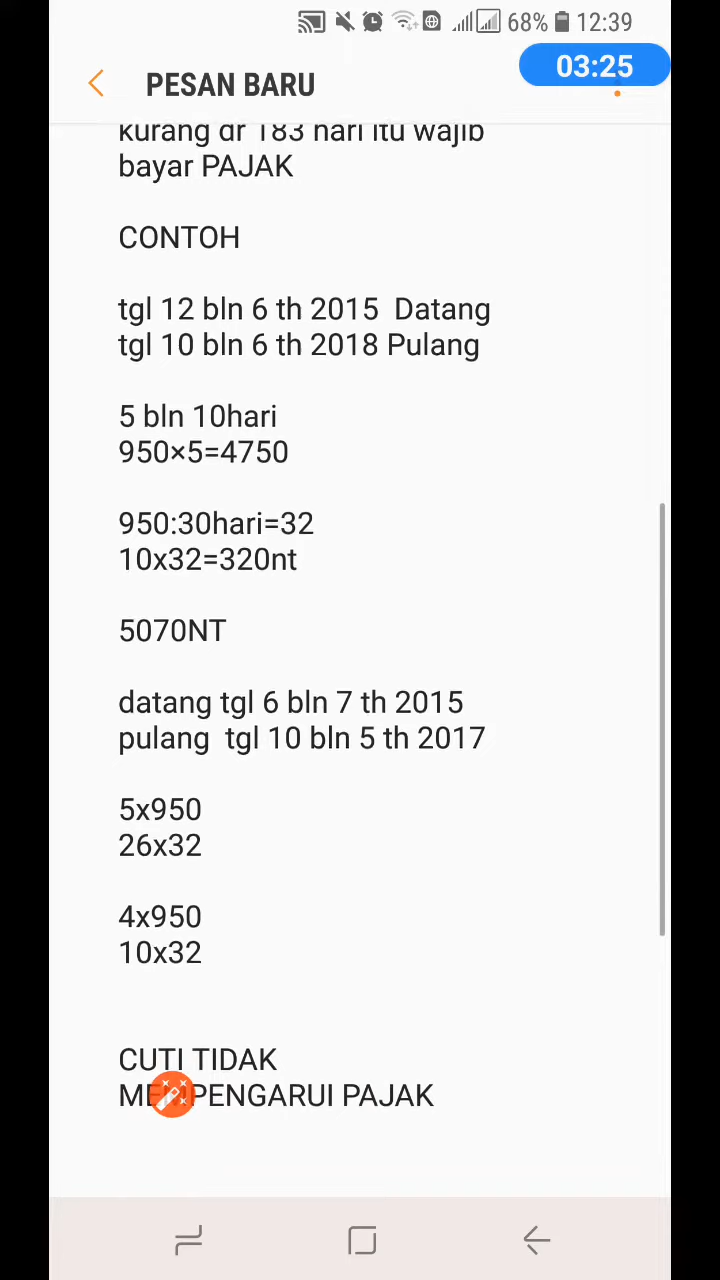 68% 12:39
03:25
PESAN BARU
kurang dr 183 hari itu wajib
bayar PAJAK
CONTOH
tgl 12 bln 6 th 2015 Datang
tgl 10 bln 6 th 2018 Pulang
5 bln 10hari
950×5=4750
950:30hari=32
10x32=320nt
5070NT
datang tgl 6 bln 7 th 2015
pulang tgl 10 bln 5 th 2017
5x950
26x32
4x950
10x32
CUTI TIDAK
MEMPENGARUI PAJAK